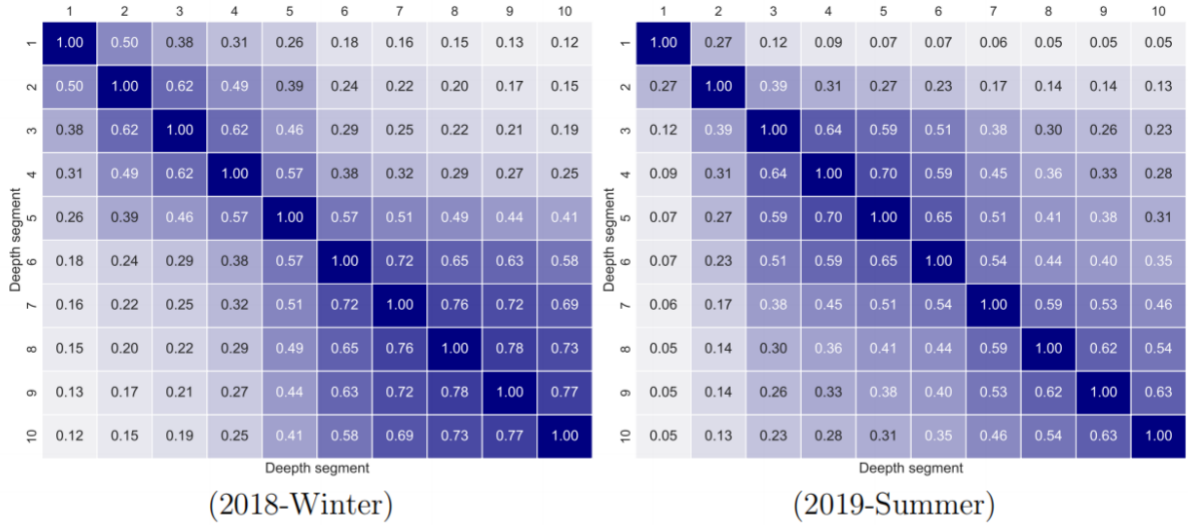 1 2 3 4 5 6 7 8 9 10
1 1.00 0.50 0.38 0.31 0.26 0.18 0.16 0.15 0.13 0.12
2 0.50 1.00 0.62 0.49 0.39 0.24 0.22 0.20 0.17 0.15
3 0.38 0.62 1.00 0.62 0.46 0.29 0.25 0.22 0.21 0.19
4 0.31 0.49 0.62 1.00 0.57 0.38 0.32 0.29 0.27 0.25
5 0.26 0.39 0.46 0.57 1.00 0.57 0.51 0.49 0.44 0.41
6 0.18 0.24 0.29 0.38 0.57 1.00 0.72 0.65 0.63 0.58
7 0.16 0.22 0.25 0.32 0.51 0.72 1.00 0.76 0.72 0.69
8 0.15 0.20 0.22 0.29 0.49 0.65 0.76 1.00 0.78 0.73
9 0.13 0.17 0.21 0.27 0.44 0.63 0.72 0.78 1.00 0.77
10 0.12 0.15 0.19 0.25 0.41 0.58 0.69 0.73 0.77 1.00
Deepth segment
Deepth segment
(2018-Winter)
1 2 3 4 5 6 7 8 9 10
1 1.00 0.27 0.12 0.09 0.07 0.07 0.06 0.05 0.05 0.05
2 0.27 1.00 0.39 0.31 0.27 0.23 0.17 0.14 0.14 0.13
3 0.12 0.39 1.00 0.64 0.59 0.51 0.38 0.30 0.26 0.23
4 0.09 0.31 0.64 1.00 0.70 0.59 0.45 0.36 0.33 0.28
5 0.07 0.27 0.59 0.70 1.00 0.65 0.51 0.41 0.38 0.31
6 0.07 0.23 0.51 0.59 0.65 1.00 0.54 0.44 0.40 0.35
7 0.06 0.17 0.38 0.45 0.51 0.54 1.00 0.59 0.53 0.46
8 0.05 0.14 0.30 0.36 0.41 0.44 0.59 1.00 0.62 0.54
9 0.05 0.14 0.26 0.33 0.38 0.40 0.53 0.62 1.00 0.63
10 0.05 0.13 0.23 0.28 0.31 0.35 0.46 0.54 0.63 1.00
Deepth segment
Deepth segment
(2019-Summer)